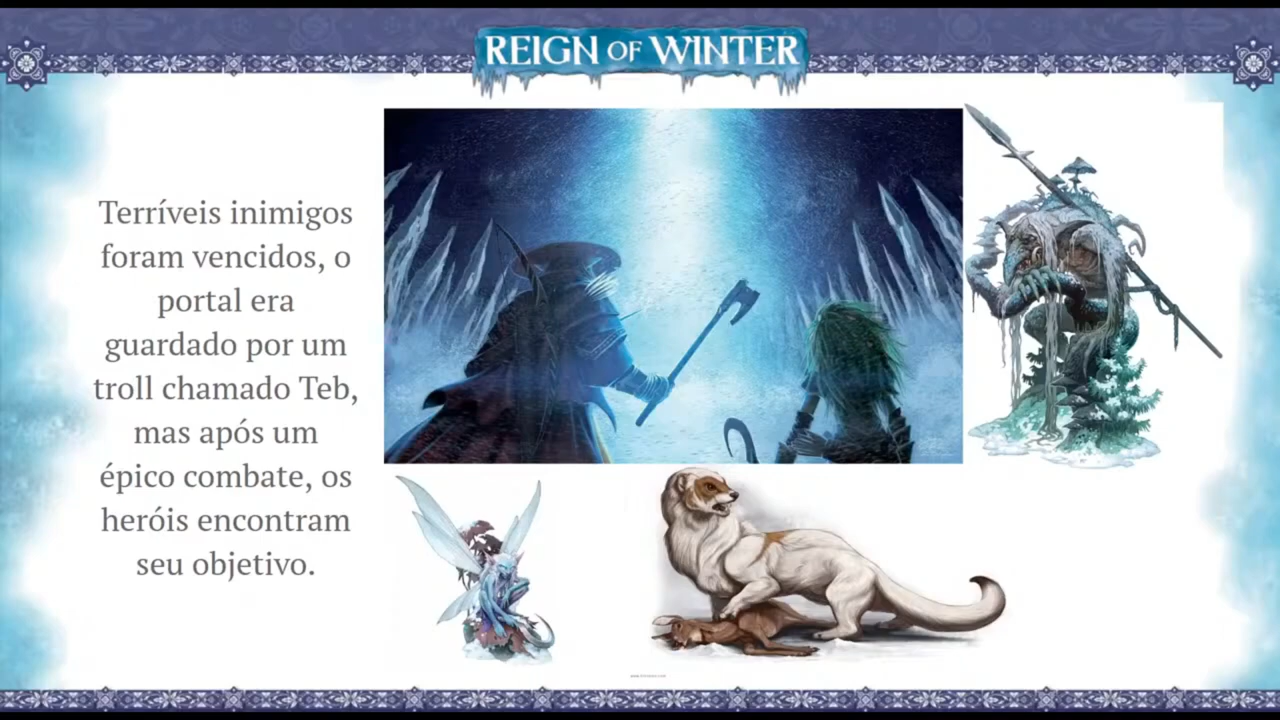 REIGN OF WINTER
Terríveis inimigos
foram vencidos, o
portal era
guardado por um
troll chamado Teb,
mas após um
épico combate, os
heróis encontram
seu objetivo.